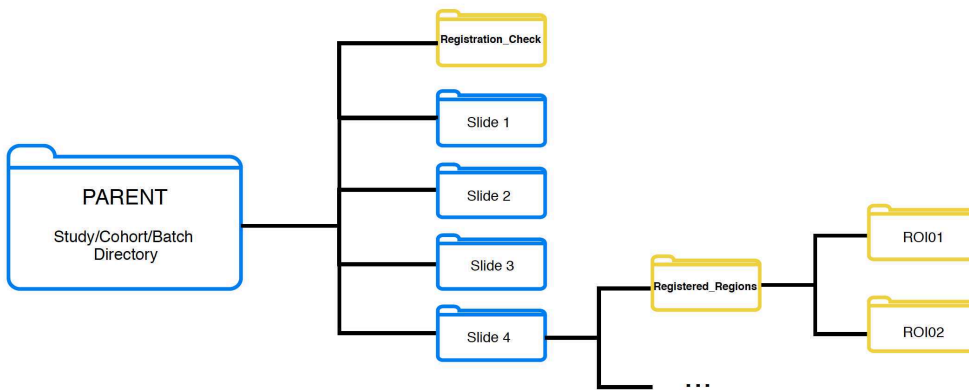 Registration_Check
Slide 1
PARENT
Study/Cohort/Batch
Directory
Slide 2
Slide 3
Slide 4
Registered_Regions
ROI01
ROI02
...